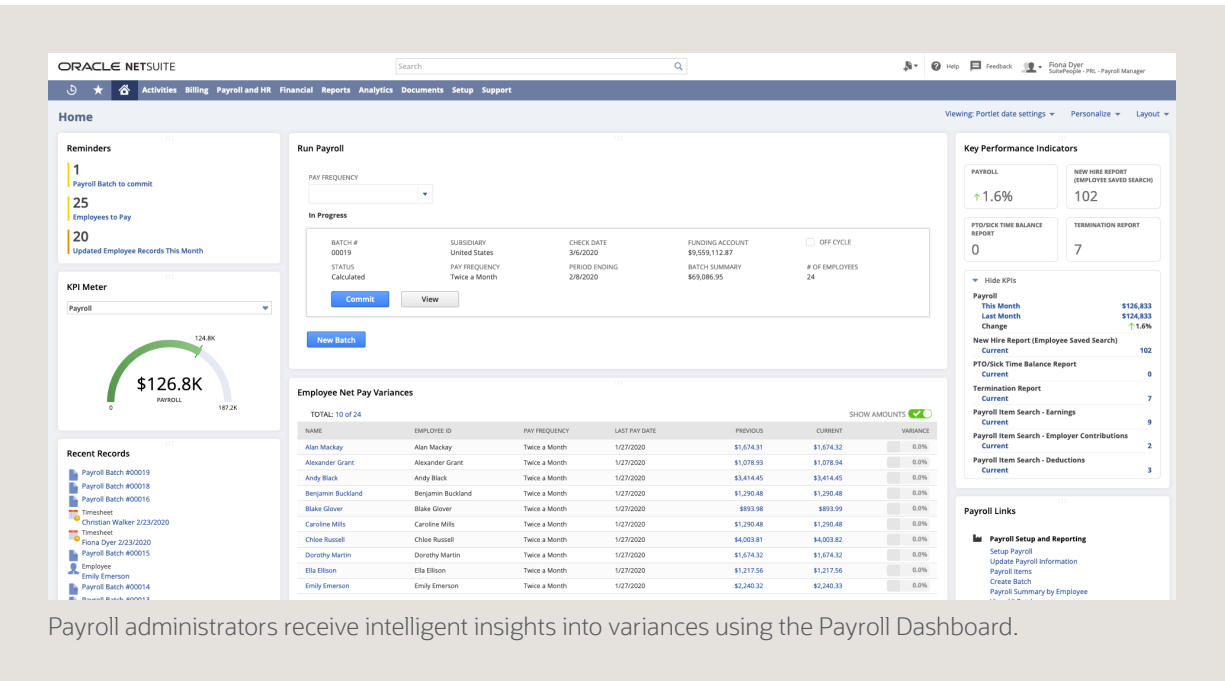 ORACLE NETSUITE
Search
Help
Feedback
Fiona Dyer
SuitePeople - PRL - Payroll Manager
Activities Billing Payroll and HR Financial Reports Analytics Documents Setup Support
Home
Viewing: Portlet date settings Personalize Layout
Reminders
1
Payroll Batch to commit
25
Employees to Pay
20
Updated Employee Records This Month
KPI Meter
Payroll
124.8K
$126.8K
PAYROLL
0
187.2K
Recent Records
Payroll Batch #00019
Payroll Batch #00018
Payroll Batch #00016
Timesheet
Christian Walker 2/23/2020
Timesheet
Fiona Dyer 2/23/2020
Payroll Batch #00015
Employee
Emily Emerson
Payroll Batch #00014
Payroll Batch #00013
Run Payroll
PAY FREQUENCY
In Progress
BATCH # SUBSIDIARY CHECK DATE FUNDING ACCOUNT OFF CYCLE
00019 United States 3/6/2020 $9,559,112.87
STATUS PAY FREQUENCY PERIOD ENDING BATCH SUMMARY # OF EMPLOYEES
Calculated Twice a Month 2/8/2020 $69,086.95 24
Commit View
New Batch
Employee Net Pay Variances
TOTAL: 10 of 24
SHOW AMOUNTS
NAME EMPLOYEE ID PAY FREQUENCY LAST PAY DATE PREVIOUS CURRENT VARIANCE
Alan Mackay Alan Mackay Twice a Month 1/27/2020 $1,674.31 $1,674.32 0.0%
Alexander Grant Alexander Grant Twice a Month 1/27/2020 $1,078.93 $1,078.94 0.0%
Andy Black Andy Black Twice a Month 1/27/2020 $3,414.45 $3,414.45 0.0%
Benjamin Buckland Benjamin Buckland Twice a Month 1/27/2020 $1,290.48 $1,290.48 0.0%
Blake Glover Blake Glover Twice a Month 1/27/2020 $893.98 $893.99 0.0%
Caroline Mills Caroline Mills Twice a Month 1/27/2020 $1,290.48 $1,290.48 0.0%
Chloe Russell Chloe Russell Twice a Month 1/27/2020 $4,003.81 $4,003.82 0.0%
Dorothy Martin Dorothy Martin Twice a Month 1/27/2020 $1,674.32 $1,674.32 0.0%
Ella Ellison Ella Ellison Twice a Month 1/27/2020 $1,217.56 $1,217.56 0.0%
Emily Emerson Emily Emerson Twice a Month 1/27/2020 $2,240.32 $2,240.33 0.0%
Key Performance Indicators
PAYROLL
1.6%
NEW HIRE REPORT
(EMPLOYEE SAVED SEARCH)
102
PTO/SICK TIME BALANCE
REPORT
0
TERMINATION REPORT
7
Hide KPIs
Payroll
This Month $126,833
Last Month $124,833
Change 1.6%
New Hire Report (Employee Saved Search)
Current 102
PTO/Sick Time Balance Report
Current 0
Termination Report
Current 7
Payroll Item Search - Earnings
Current 9
Payroll Item Search - Employer Contributions
Current 2
Payroll Item Search - Deductions
Current 3
Payroll Links
Payroll Setup and Reporting
Setup Payroll
Update Payroll Information
Payroll Items
Create Batch
Payroll Summary by Employee
Payroll administrators receive intelligent insights into variances using the Payroll Dashboard.